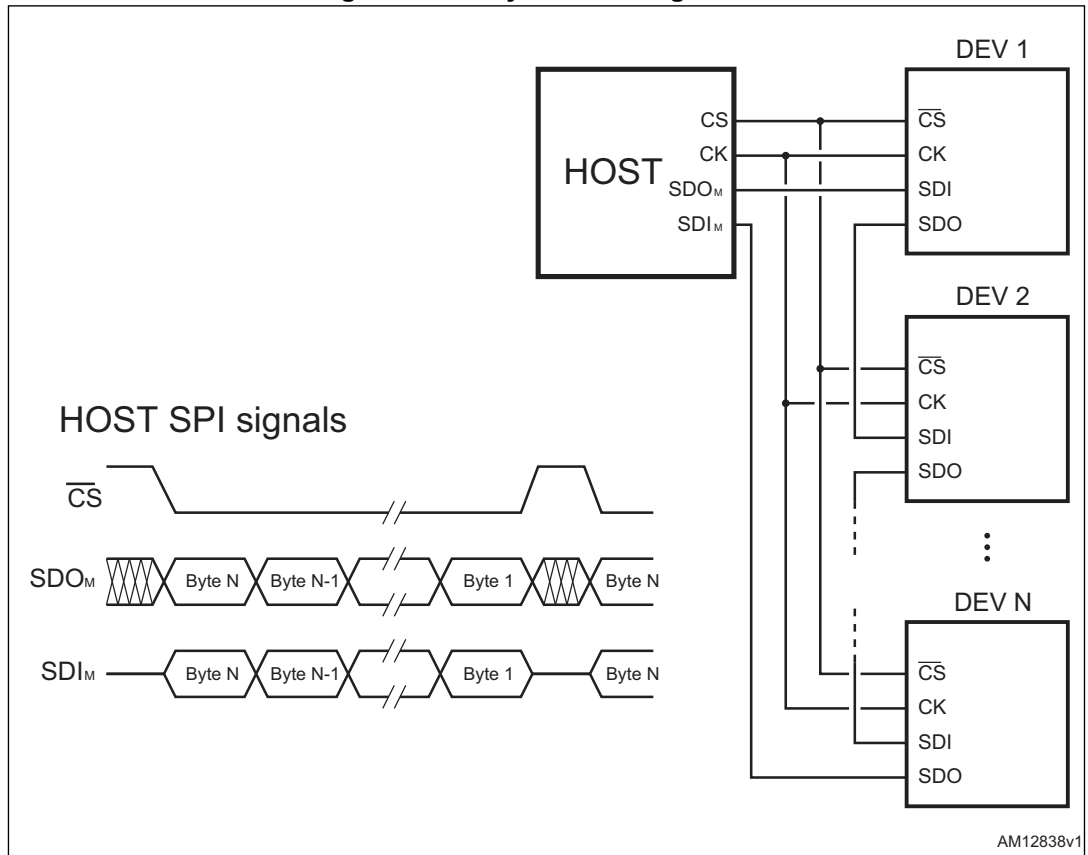 DEV 1
HOST
CS
CK
SDOM
SDIM
CS
CK
SDI
SDO
DEV 2
CS
CK
SDI
SDO
DEV N
CS
CK
SDI
SDO
HOST SPI signals
CS
SDOM
Byte N
Byte N-1
Byte 1
Byte N
SDIM
Byte N
Byte N-1
Byte 1
Byte N
AM12838v1